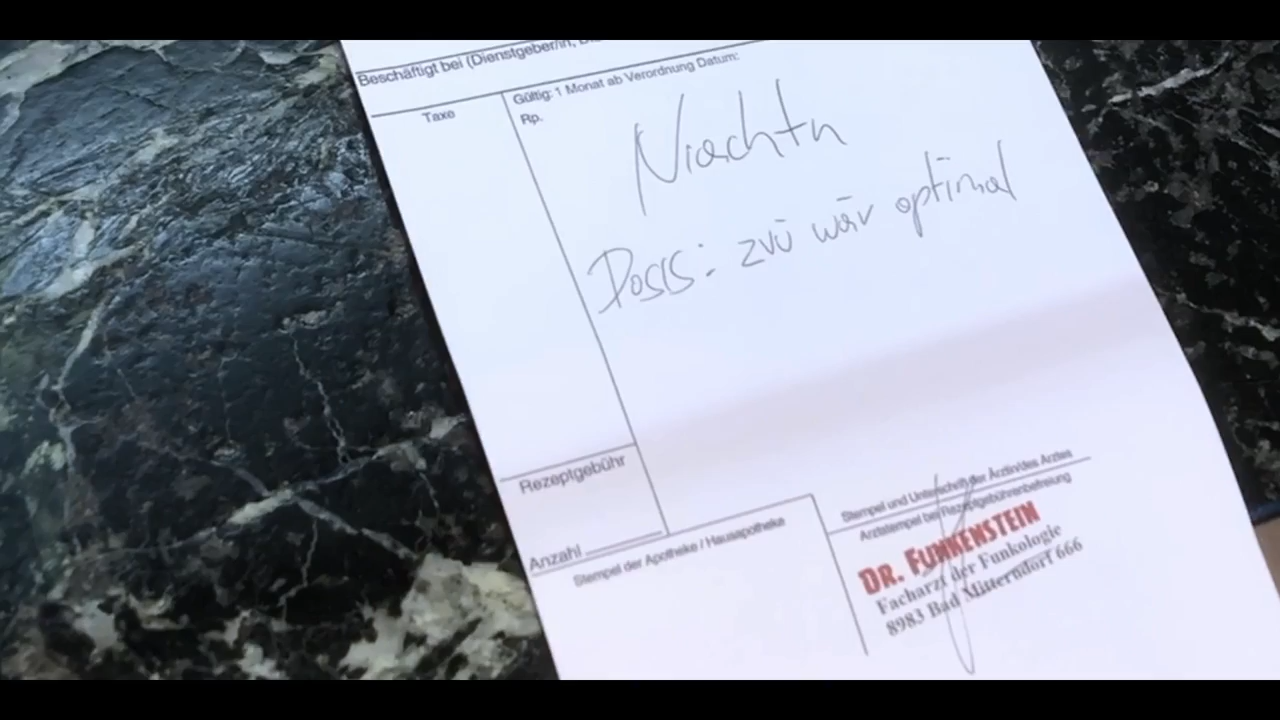 Beschäftigt bei (Dienstgeber/in,
Taxe
Gültig: 1 Monat ab Verordnung Datum:
Rp.
Niachtn
Dosis: zvü wär optimal
Rezeptgebühr
Anzahl
Stempel der Apotheke / Hausapotheke
Stempel und Unterschrift der Ärztin/des Arztes
Arztstempel bei Rezeptgebührenbefreiung
DR. FUNKENSTEIN
Facharzt der Funkologie
8983 Bad Mitterndorf 666